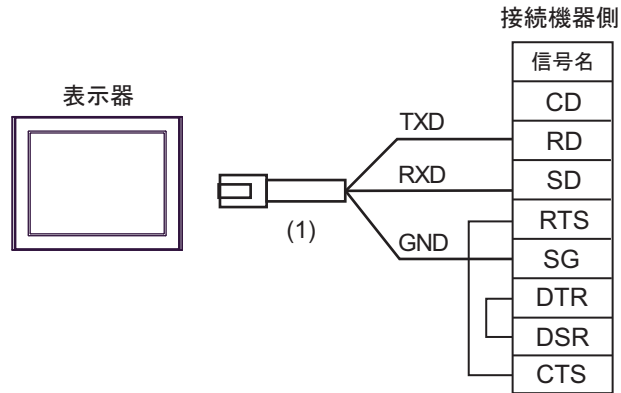 接続機器側
信号名
表示器
CD
TXD
RD
RXD
SD
(1)
RTS
GND
SG
DTR
DSR
CTS